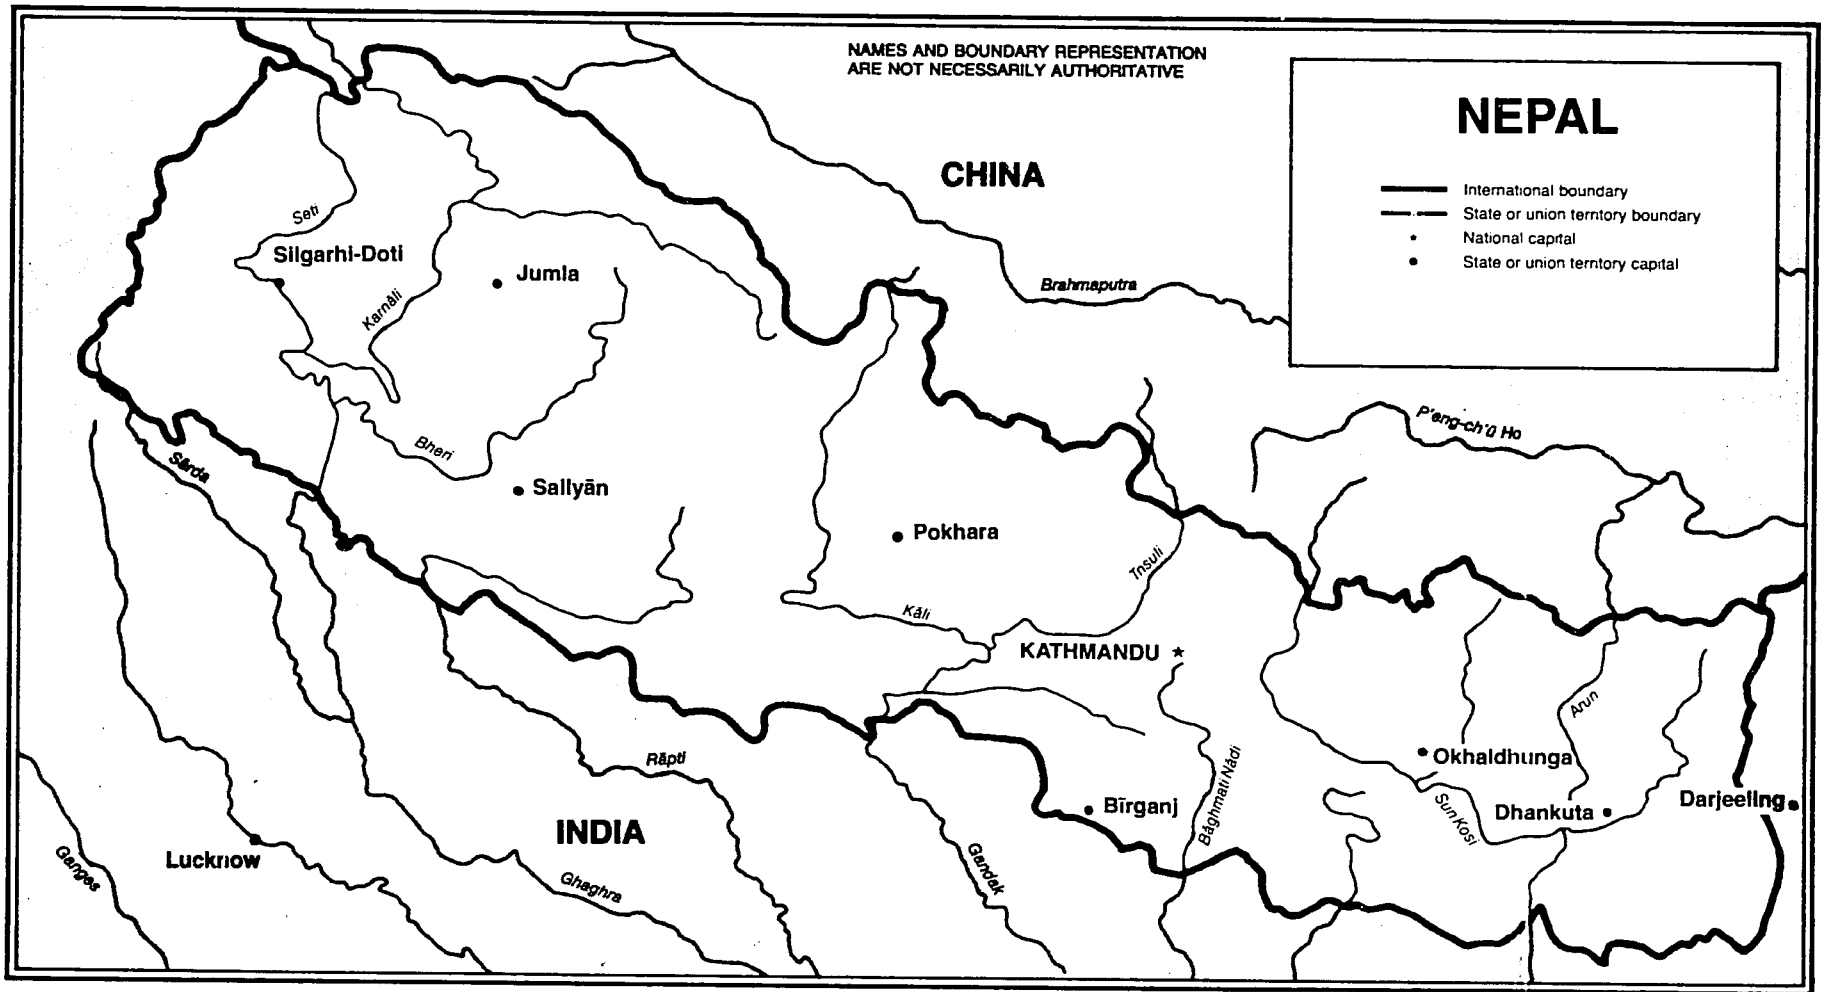 NAMES AND BOUNDARY REPRESENTATION
ARE NOT NECESSARILY AUTHORITATIVE
NEPAL
International boundary
State or union territory boundary
National capital
State or union territory capital
CHINA
Seti
Silgarhi-Doti
Jumla
Karnāli
Brahmaputra
P'eng-ch'ü Ho
Bheri
Sārda
Sallyān
Pokhara
Trisuli
Kāli
KATHMANDU
Arun
Rāpti
Bāghmati Nādi
Okhaldhunga
Bīrganj
Sun Kosi
Dhankuta
Darjeeling
INDIA
Lucknow
Ganges
Ghaghra
Gandak